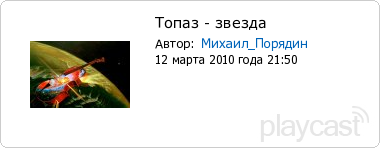 Топаз - звезда
Автор: Михаил_Порядин
12 марта 2010 года 21:50
playcast